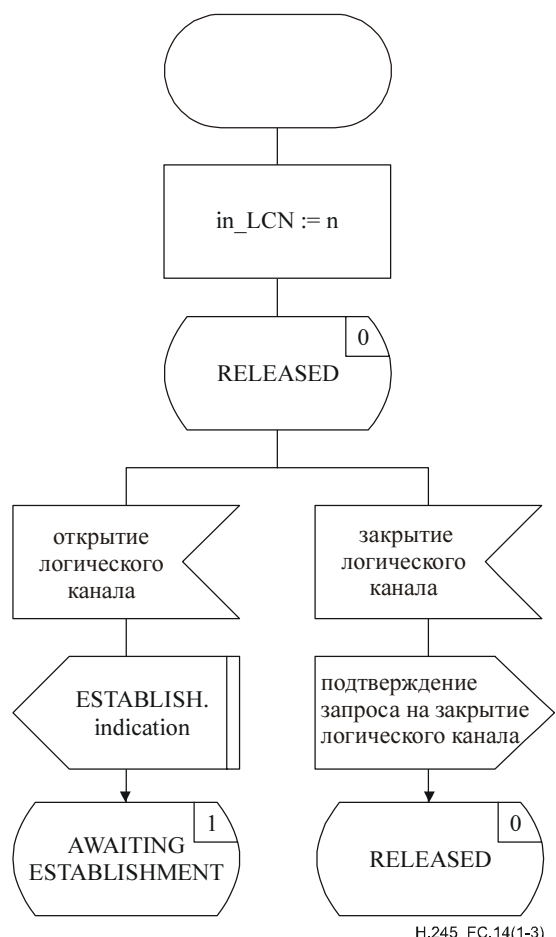 in_LCN := n
0
RELEASED
открытие
логического
канала
закрытие
логического
канала
ESTABLISH.
indication
подтверждение
запроса на закрытие
логического канала
1
AWAITING
ESTABLISHMENT
0
RELEASED
H.245_FC.14(1-3)